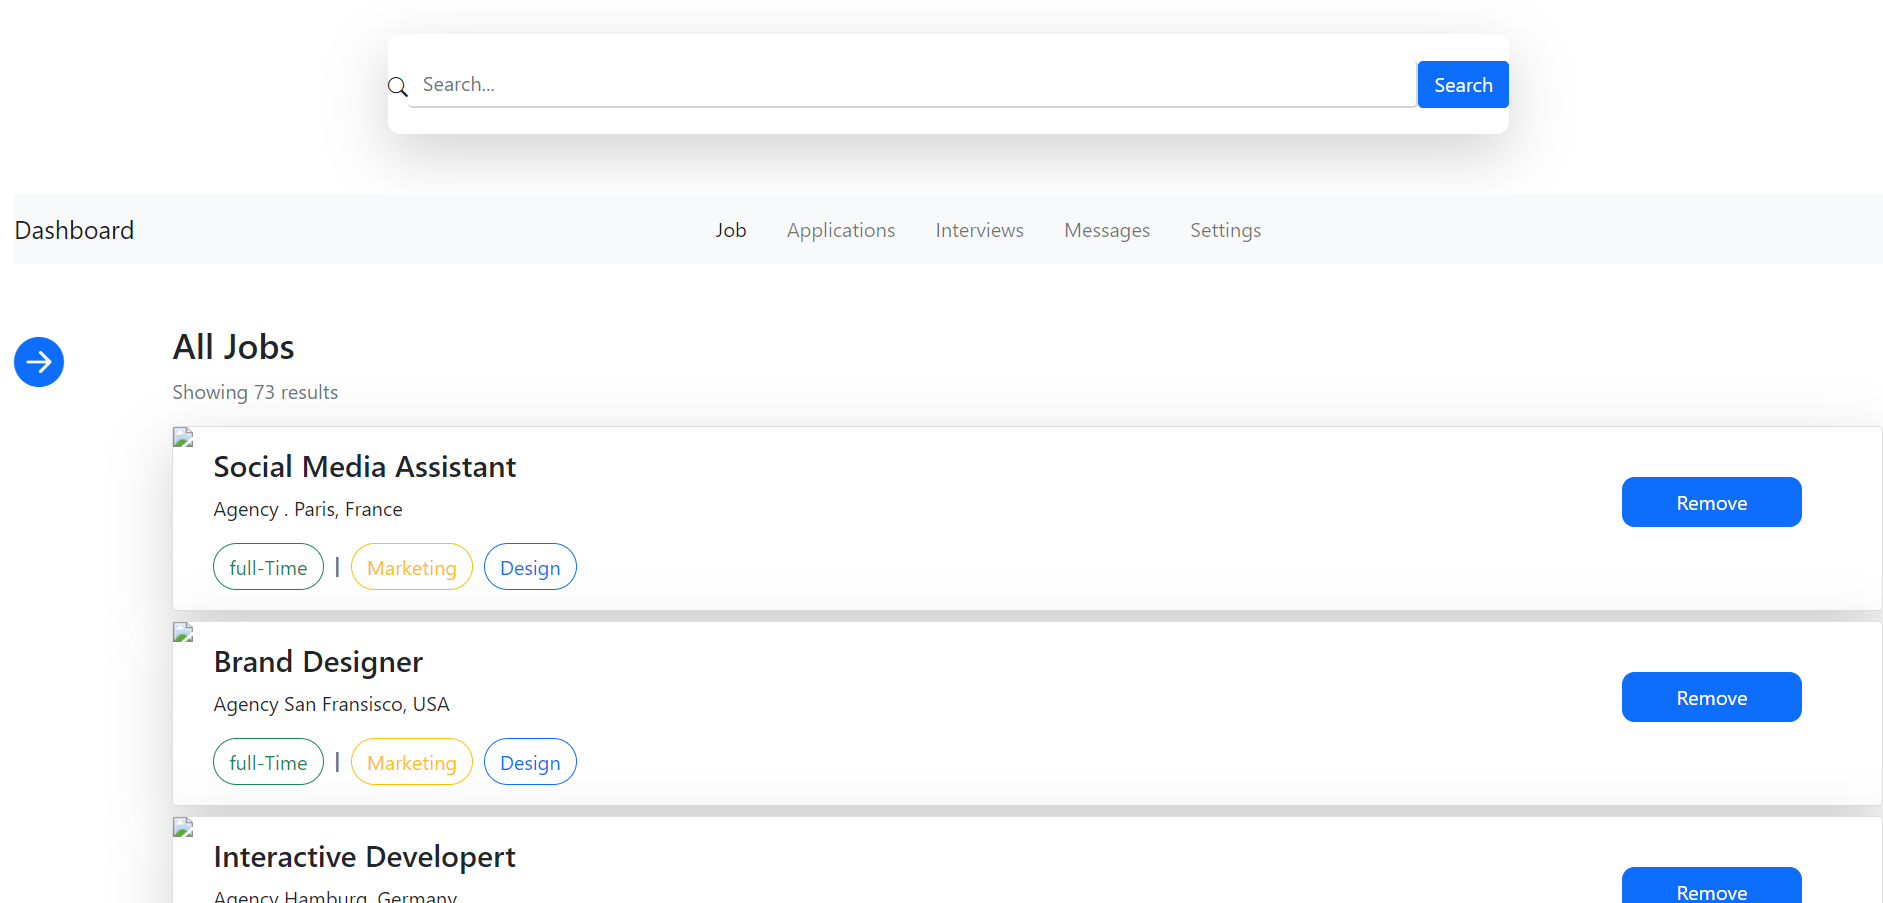 Search...
Search
Dashboard
Job
Applications
Interviews
Messages
Settings
All Jobs
Showing 73 results
Social Media Assistant
Agency . Paris, France
Remove
full-Time | Marketing Design
Brand Designer
Agency San Fransisco, USA
Remove
full-Time | Marketing Design
Interactive Developert
Agency Hamburg, Germany
Remove